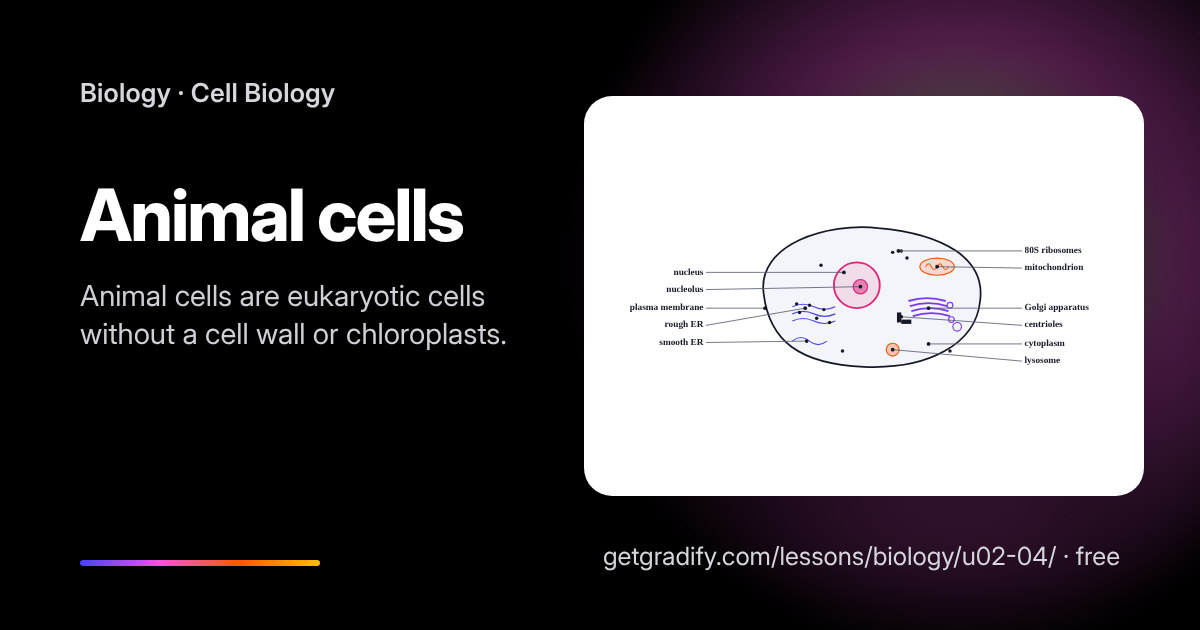 Biology · Cell Biology
Animal cells
Animal cells are eukaryotic cells
without a cell wall or chloroplasts.
nucleus
nucleolus
plasma membrane
rough ER
smooth ER
80S ribosomes
mitochondrion
Golgi apparatus
centrioles
cytoplasm
lysosome
getgradify.com/lessons/biology/u02-04/ · free